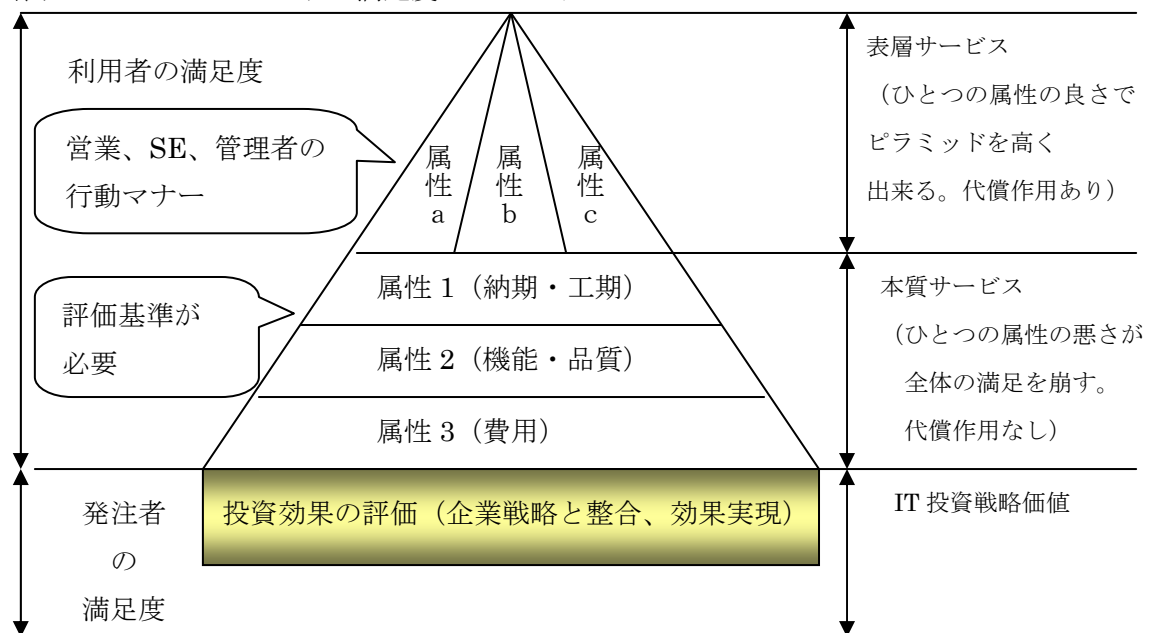 利用者の満足度
営業、SE、管理者の
行動マナー
評価基準が
必要
発注者
の
満足度
属性a
属性b
属性c
属性1（納期・工期）
属性2（機能・品質）
属性3（費用）
投資効果の評価（企業戦略と整合、効果実現）
表層サービス
（ひとつの属性の良さで
ピラミッドを高く
出来る。代償作用あり）
本質サービス
（ひとつの属性の悪さが
全体の満足を崩す。
代償作用なし）
IT 投資戦略価値